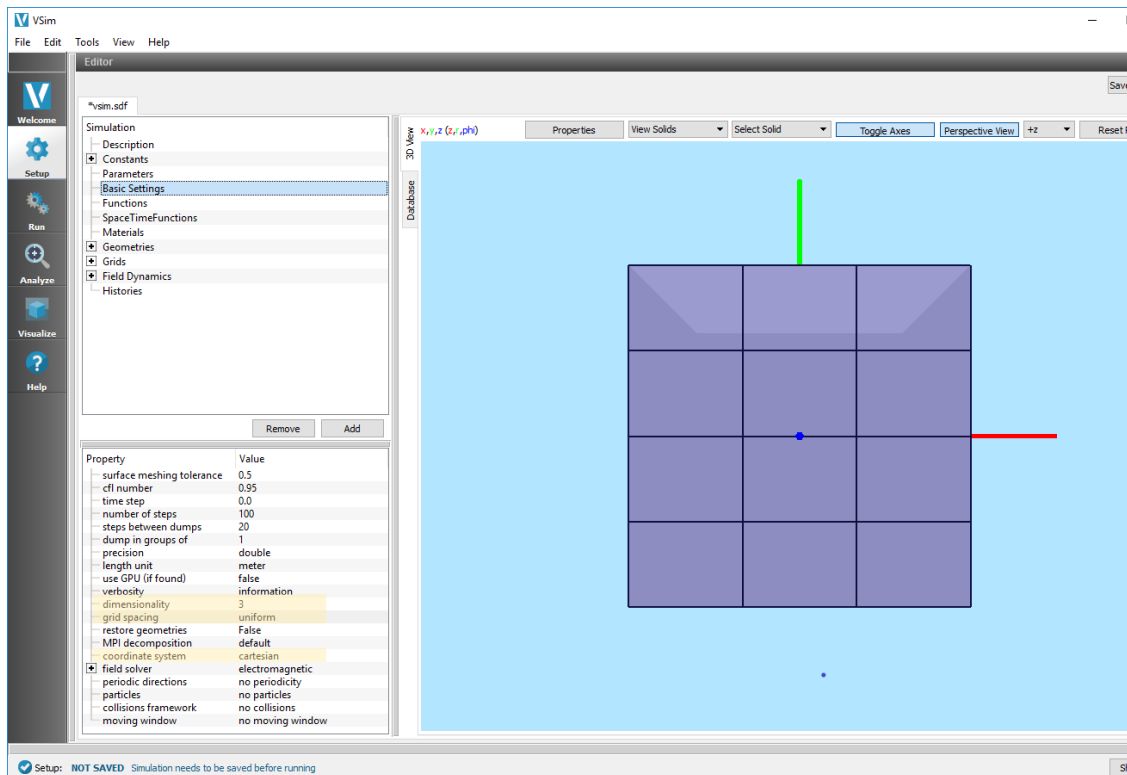 VSim
File Edit Tools View Help
Editor
Save
*vsim.sdf
Welcome
Setup
Run
Analyze
Visualize
Help
Simulation
Description
Constants
Parameters
Basic Settings
Functions
SpaceTimeFunctions
Materials
Geometries
Grids
Field Dynamics
Histories
Remove Add
Property Value
surface meshing tolerance 0.5
cfl number 0.95
time step 0.0
number of steps 100
steps between dumps 20
dump in groups of 1
precision double
length unit meter
use GPU (if found) false
verbosity information
dimensionality 3
grid spacing uniform
restore geometries False
MPI decomposition default
coordinate system cartesian
field solver electromagnetic
periodic directions no periodicity
particles no particles
collisions framework no collisions
moving window no moving window
3D View
Database
x,y,z (z,r,phi) Properties View Solids Select Solid Toggle Axes Perspective View +z Reset
Setup: NOT SAVED Simulation needs to be saved before running